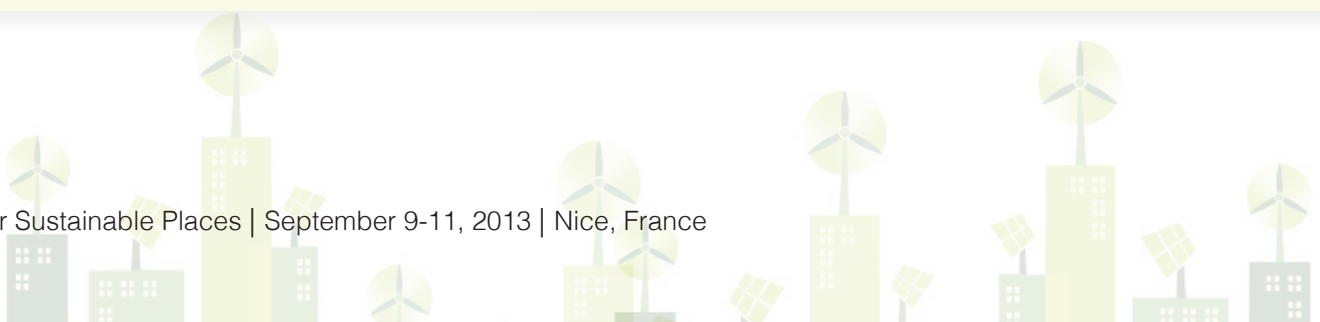 r Sustainable Places | September 9-11, 2013 | Nice, France